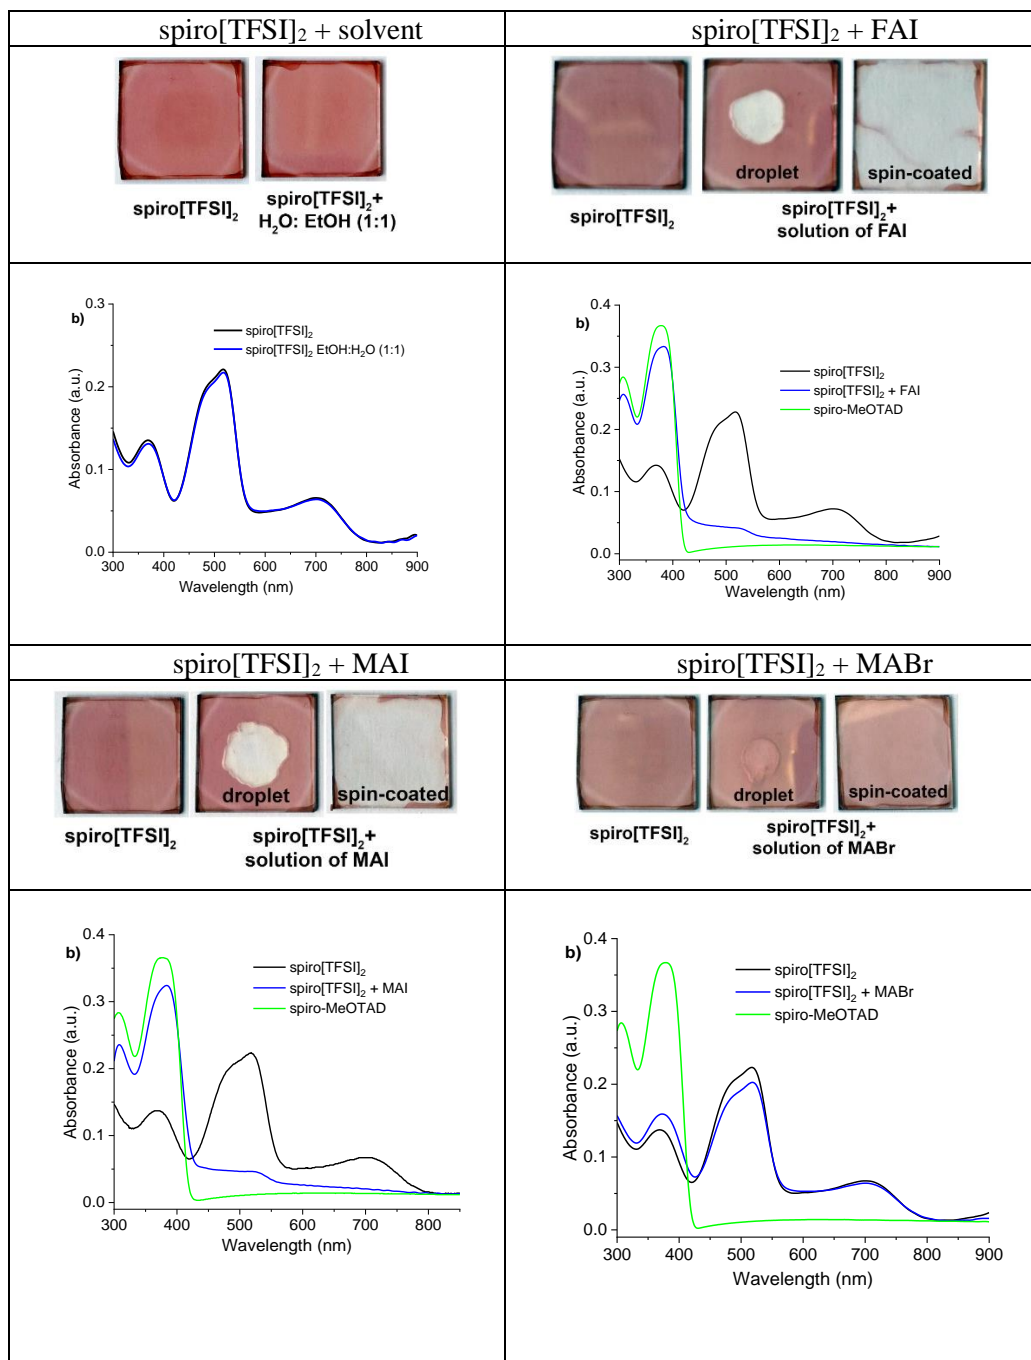 spiro[TFSI]₂ + solvent
spiro[TFSI]₂
spiro[TFSI]₂+
H₂O: EtOH (1:1)
spiro[TFSI]₂ + FAI
droplet
spin-coated
spiro[TFSI]₂
spiro[TFSI]₂+
solution of FAI
b)
spiro[TFSI]₂
spiro[TFSI]₂ EtOH:H₂O (1:1)
Absorbance (a.u.)
0.3
0.2
0.1
0.0
300 400 500 600 700 800 900
Wavelength (nm)
b)
spiro[TFSI]₂
spiro[TFSI]₂ + FAI
spiro-MeOTAD
Absorbance (a.u.)
0.4
0.3
0.2
0.1
0.0
300 400 500 600 700 800 900
Wavelength (nm)
spiro[TFSI]₂ + MAI
droplet
spin-coated
spiro[TFSI]₂
spiro[TFSI]₂+
solution of MAI
spiro[TFSI]₂ + MABr
droplet
spin-coated
spiro[TFSI]₂
spiro[TFSI]₂+
solution of MABr
b)
spiro[TFSI]₂
spiro[TFSI]₂ + MAI
spiro-MeOTAD
Absorbance (a.u.)
0.4
0.3
0.2
0.1
0.0
300 400 500 600 700 800
Wavelength (nm)
b)
spiro[TFSI]₂
spiro[TFSI]₂ + MABr
spiro-MeOTAD
Absorbance (a.u.)
0.4
0.3
0.2
0.1
0.0
300 400 500 600 700 800 900
Wavelength (nm)